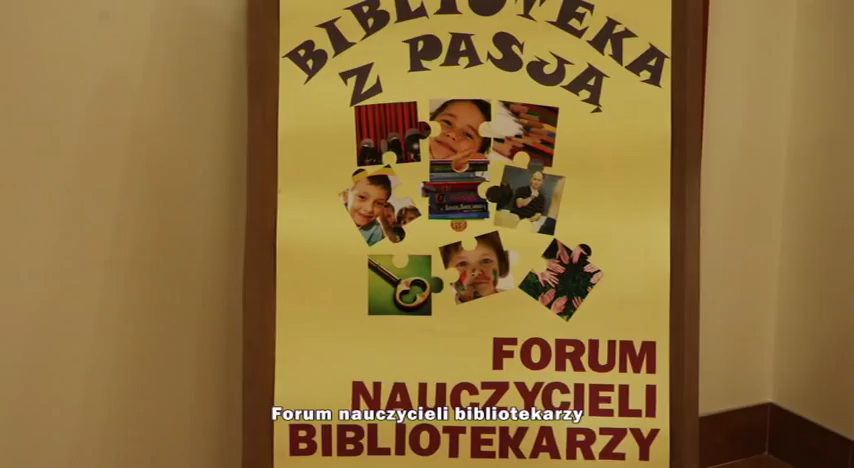 BIBLIOTEKA
Z PASJĄ
FORUM
NAUCZYCIELI
Forum nauczycieli bibliotekarzy
BIBLIOTEKARZY